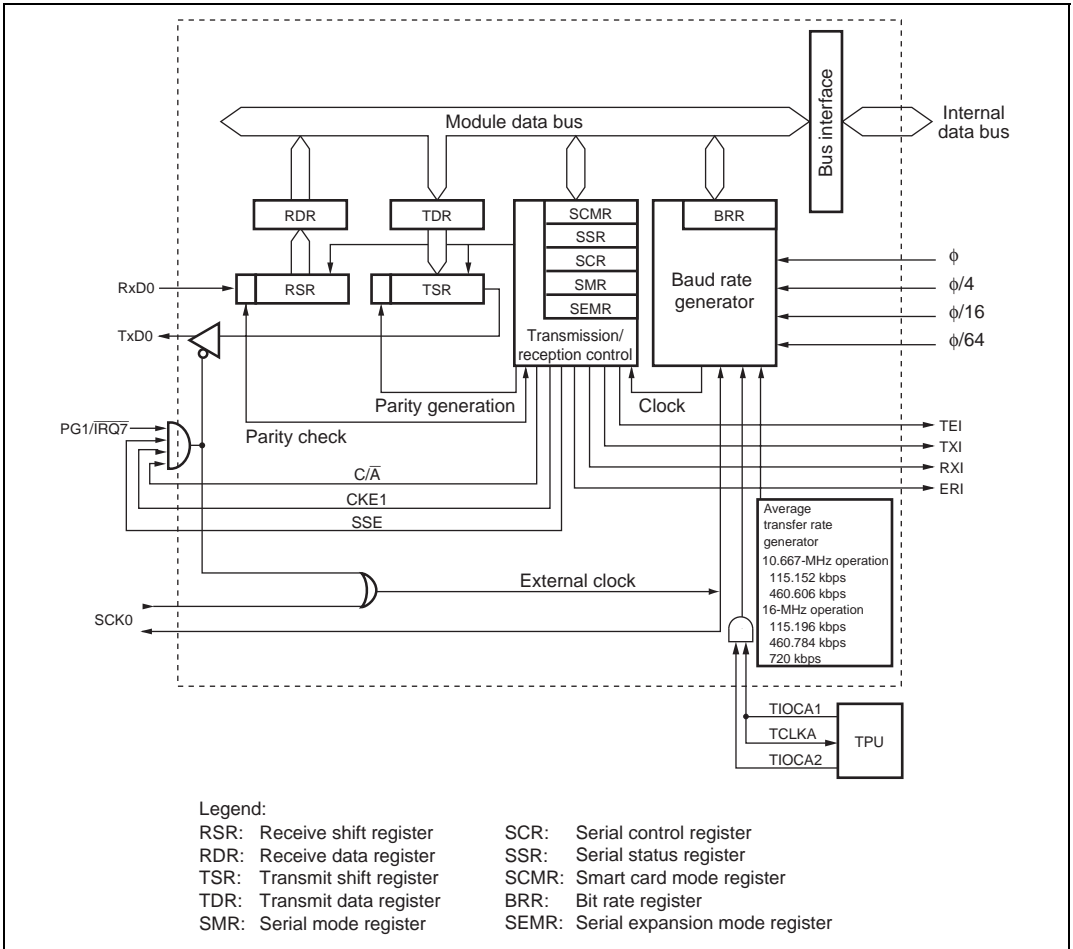 Module data bus
Bus interface
Internal
data bus
RDR
TDR
SCMR
SSR
SCR
SMR
SEMR
BRR
Baud rate
generator
RSR
TSR
RxD0
TxD0
Transmission/
reception control
φ
φ/4
φ/16
φ/64
Parity generation
Parity check
Clock
PG1/IRQ7
C/A
CKE1
SSE
TEI
TXI
RXI
ERI
Average
transfer rate
generator
10.667-MHz operation
115.152 kbps
460.606 kbps
16-MHz operation
115.196 kbps
460.784 kbps
720 kbps
External clock
SCK0
TIOCA1
TCLKA
TIOCA2
TPU
Legend:
RSR: Receive shift register
RDR: Receive data register
TSR: Transmit shift register
TDR: Transmit data register
SMR: Serial mode register
SCR: Serial control register
SSR: Serial status register
SCMR: Smart card mode register
BRR: Bit rate register
SEMR: Serial expansion mode register